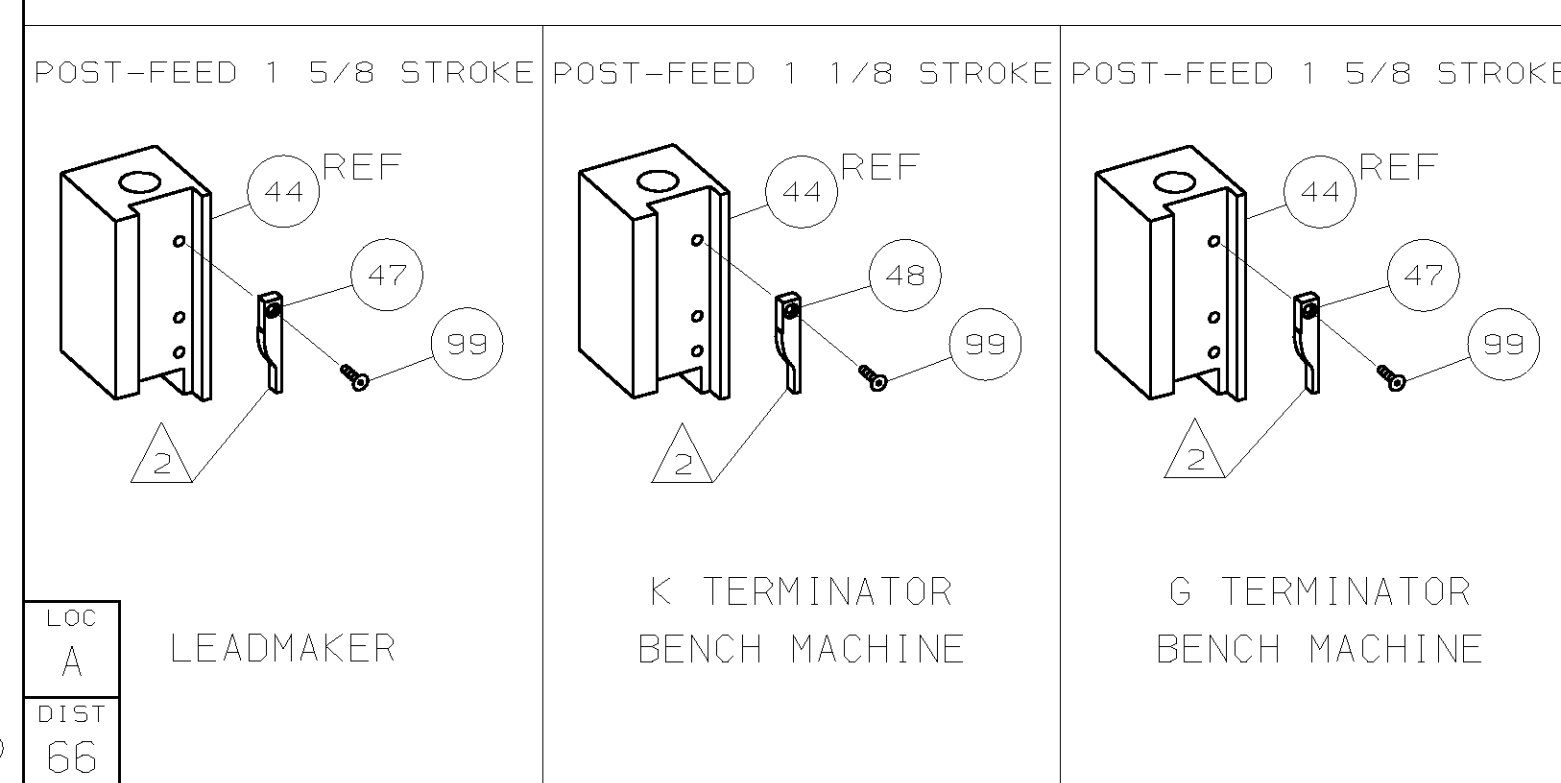 POST-FEED 1 5/8 STROKE
44 REF
47
99
2
LEADMAKER
POST-FEED 1 1/8 STROKE
44 REF
48
99
2
K TERMINATOR
BENCH MACHINE
POST-FEED 1 5/8 STROKE
44 REF
47
99
2
G TERMINATOR
BENCH MACHINE
LOC
A
DIST
66